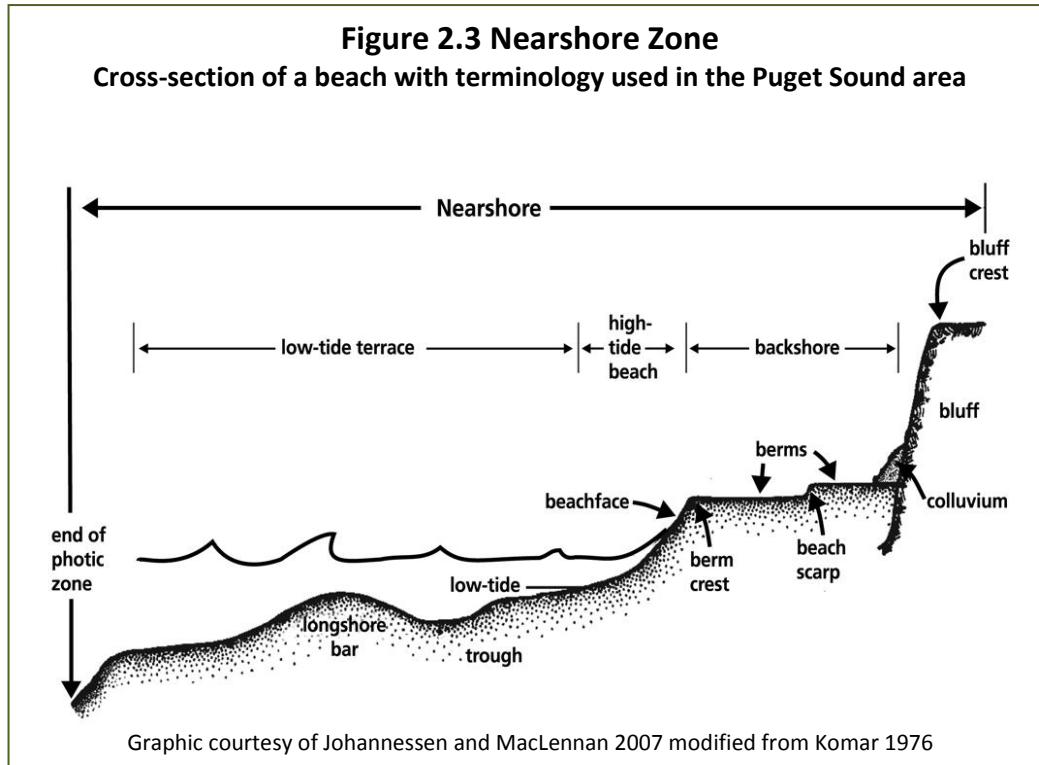 Figure 2.3 Nearshore Zone
Cross-section of a beach with terminology used in the Puget Sound area
Nearshore
bluff
crest
low-tide terrace
high-
tide
beach
backshore
bluff
berms
beachface
colluvium
end of
photic
zone
berm
crest
beach
scarp
low-tide
longshore
bar
trough
Graphic courtesy of Johannessen and MacLennan 2007 modified from Komar 1976